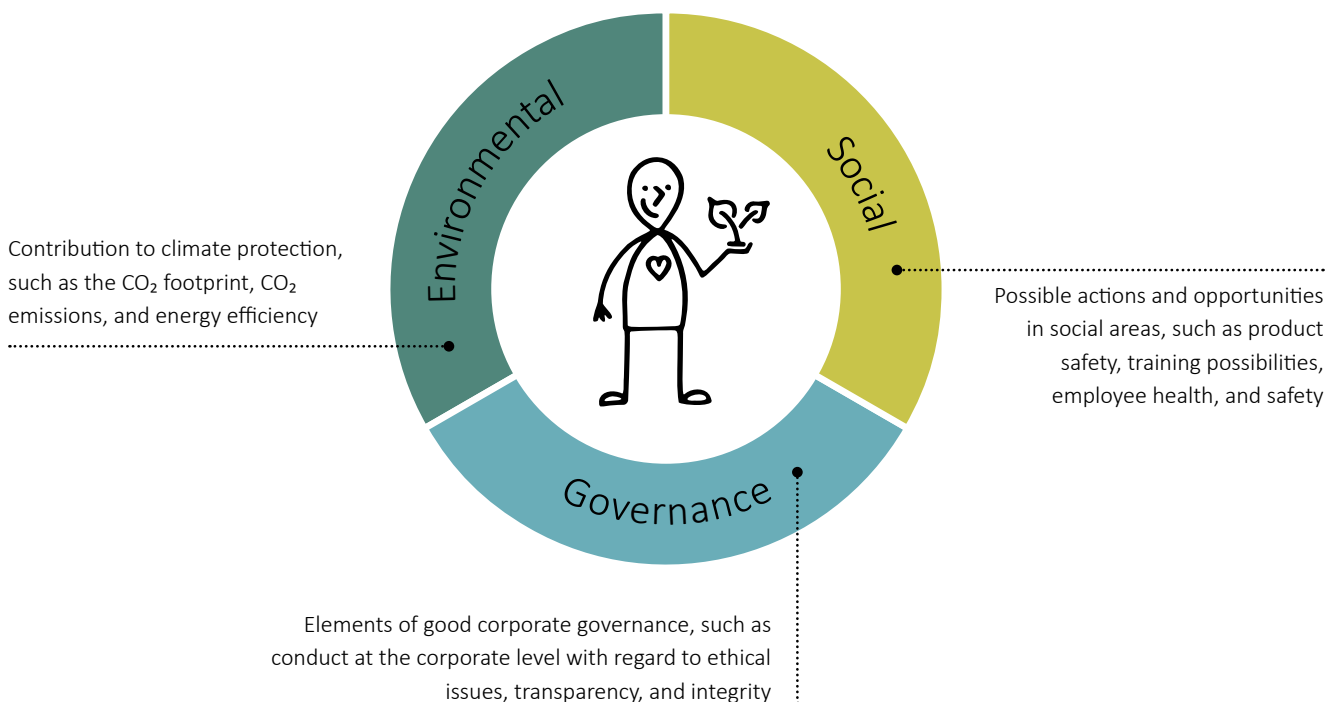 Environmental
Social
Contribution to climate protection,
such as the CO₂ footprint, CO₂
emissions, and energy efficiency
Possible actions and opportunities
in social areas, such as product
safety, training possibilities,
employee health, and safety
Governance
Elements of good corporate governance, such as
conduct at the corporate level with regard to ethical
issues, transparency, and integrity